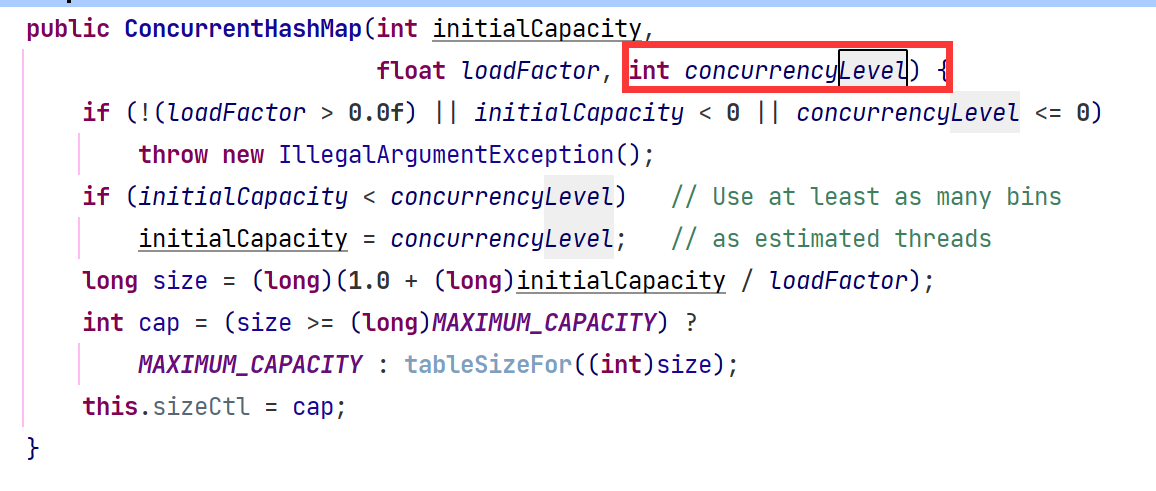 public ConcurrentHashMap(int initialCapacity,
float loadFactor, int concurrencyLevel) {
if (!(loadFactor > 0.0f) || initialCapacity < 0 || concurrencyLevel <= 0)
throw new IllegalArgumentException();
if (initialCapacity < concurrencyLevel)   // Use at least as many bins
initialCapacity = concurrencyLevel;   // as estimated threads
long size = (long)(1.0 + (long)initialCapacity / loadFactor);
int cap = (size >= (long)MAXIMUM_CAPACITY) ?
MAXIMUM_CAPACITY : tableSizeFor((int)size);
this.sizeCtl = cap;
}